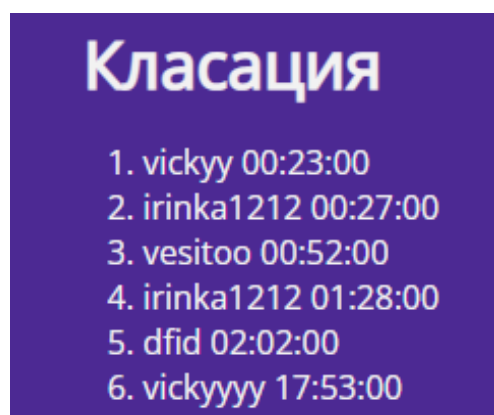 Класация
1. vickyy 00:23:00
2. irinka1212 00:27:00
3. vesitoo 00:52:00
4. irinka1212 01:28:00
5. dfid 02:02:00
6. vickyyyy 17:53:00